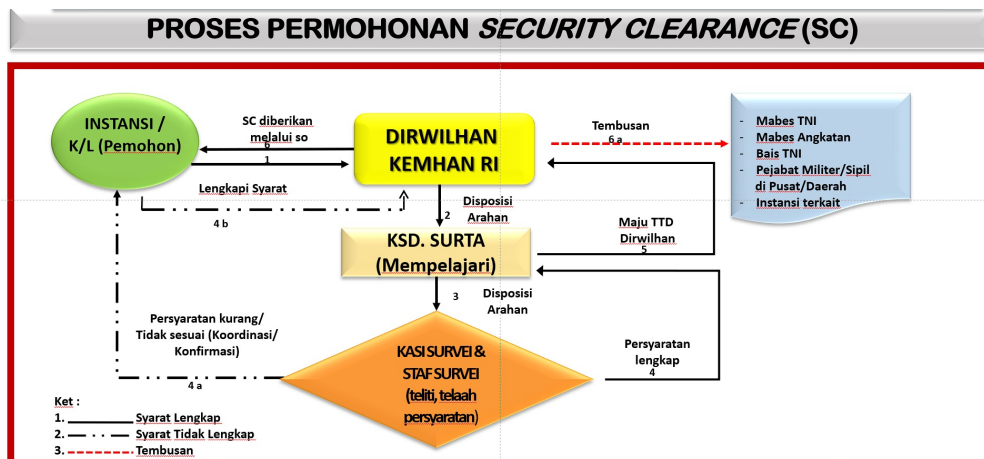 PROSES PERMOHONAN SECURITY CLEARANCE (SC)
INSTANSI /
K/L (Pemohon)
SC diberikan
melalui so
6
1
Lengkapi Syarat
4 b
DIRWILHAN
KEMHAN RI
Tembusan
6 a
- Mabes TNI
- Mabes Angkatan
- Bais TNI
- Pejabat Militer/Sipil
di Pusat/Daerah
- Instansi terkait
2
Disposisi
Arahan
KSD. SURTA
(Mempelajari)
Maju TTD
Dirwilhan
5
3
Disposisi
Arahan
Persyaratan kurang/
Tidak sesuai (Koordinasi/
Konfirmasi)
4 a
KASI SURVEI &
STAF SURVEI
(teliti, telaah
persyaratan)
Persyaratan
lengkap
4
Ket :
1. Syarat Lengkap
2. Syarat Tidak Lengkap
3. Tembusan